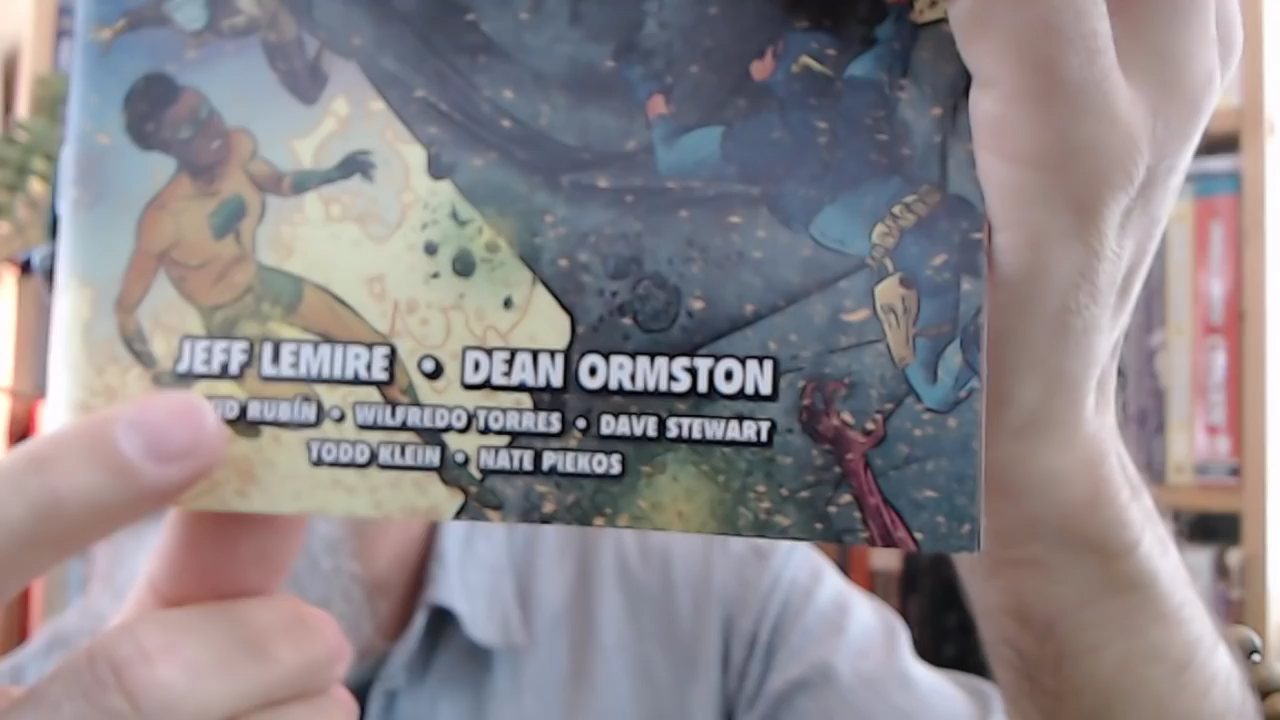 JEFF LEMIRE • DEAN ORMSTON
RUBÍN • WILFREDO TORRES • DAVE STEWART
TODD KLEIN • NATE PIEKOS